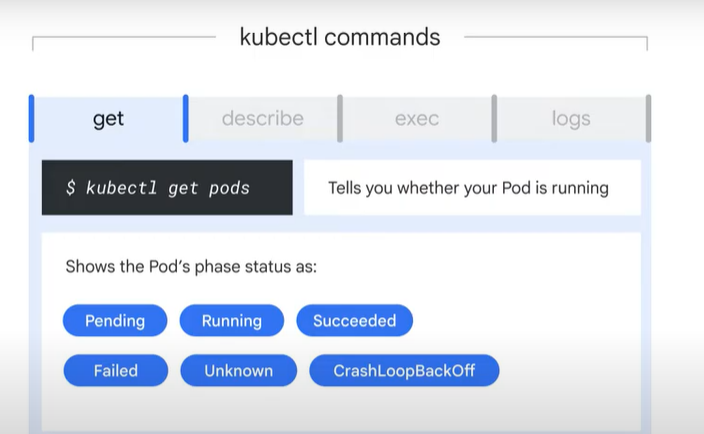 kubectl commands
get describe exec logs
$ kubectl get pods
Tells you whether your Pod is running
Shows the Pod's phase status as:
Pending Running Succeeded
Failed Unknown CrashLoopBackOff